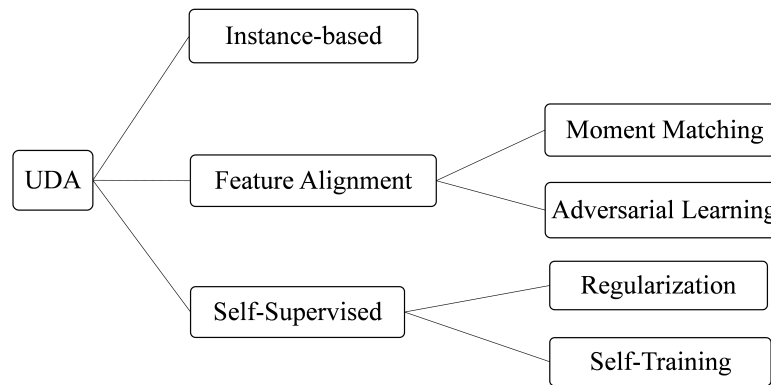 Instance-based
Moment Matching
UDA
Feature Alignment
Adversarial Learning
Regularization
Self-Supervised
Self-Training